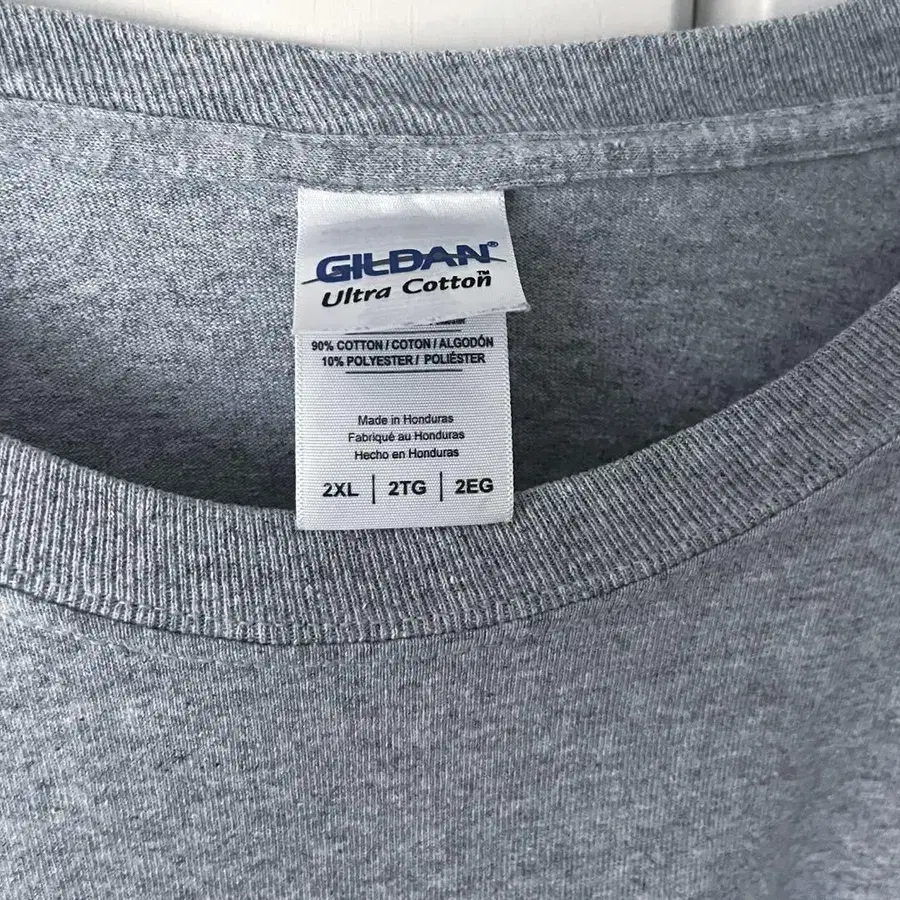 GILDAN®
Ultra Cotton™
90% COTTON / COTON / ALGODÓN
10% POLYESTER / POLIÉSTER
Made in Honduras
Fabriqué au Honduras
Hecho en Honduras
2XL | 2TG | 2EG